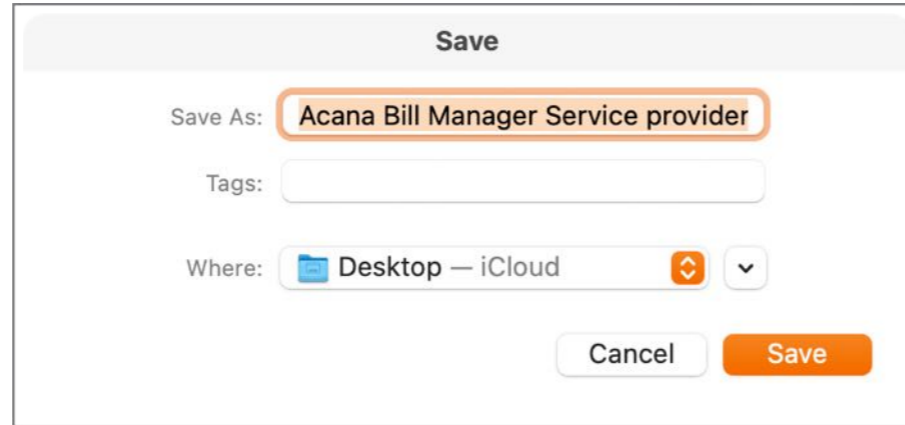 Save
Save As: Acana Bill Manager Service provider
Tags:
Where: Desktop — iCloud
Cancel Save